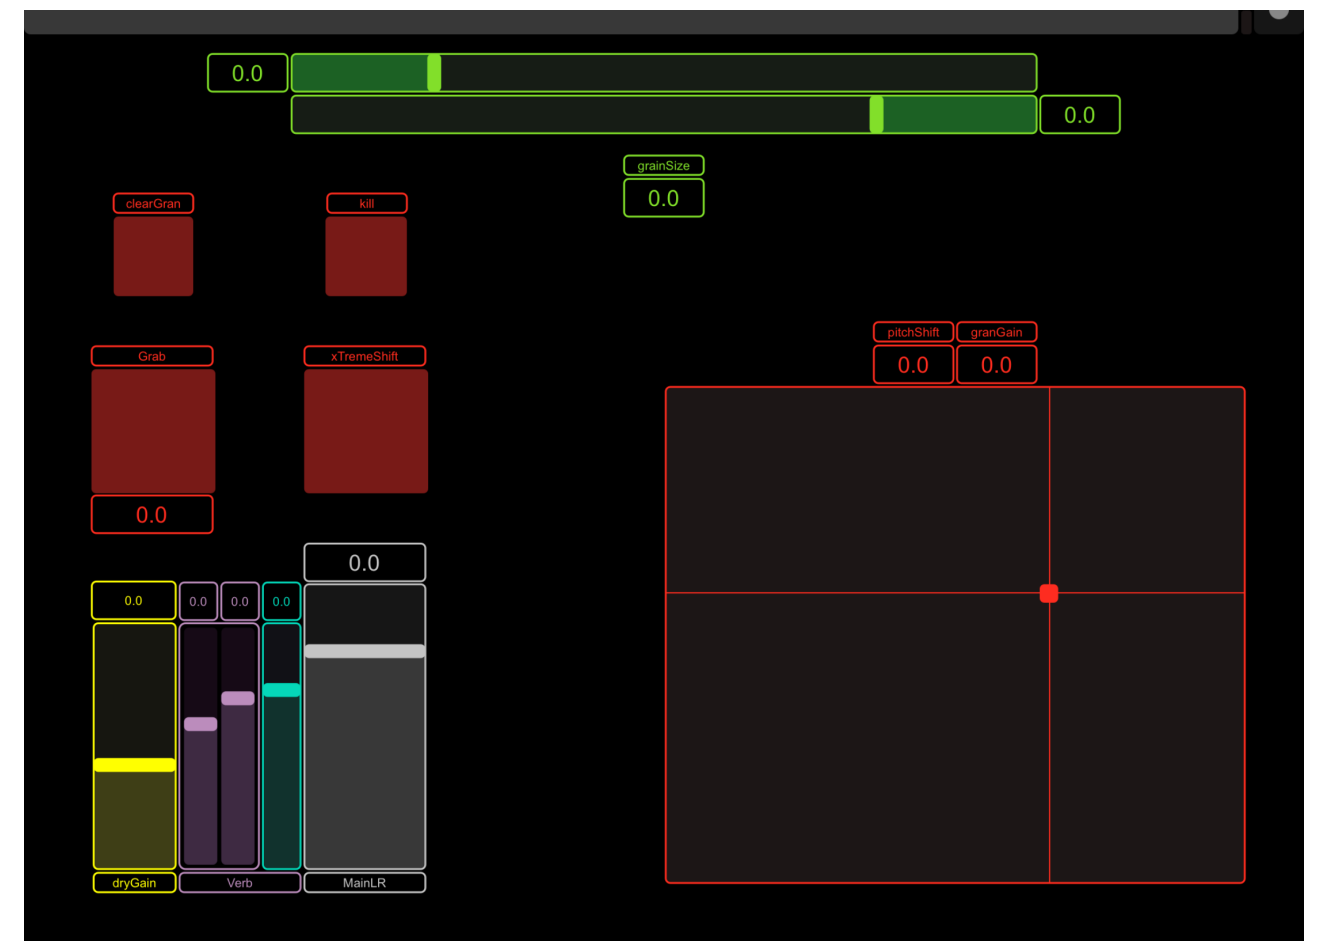 0.0
0.0
grainSize
0.0
clearGran
kill
pitchShift granGain
0.0 0.0
Grab
xTremeShift
0.0
0.0
0.0 0.0 0.0 0.0
dryGain Verb MainLR